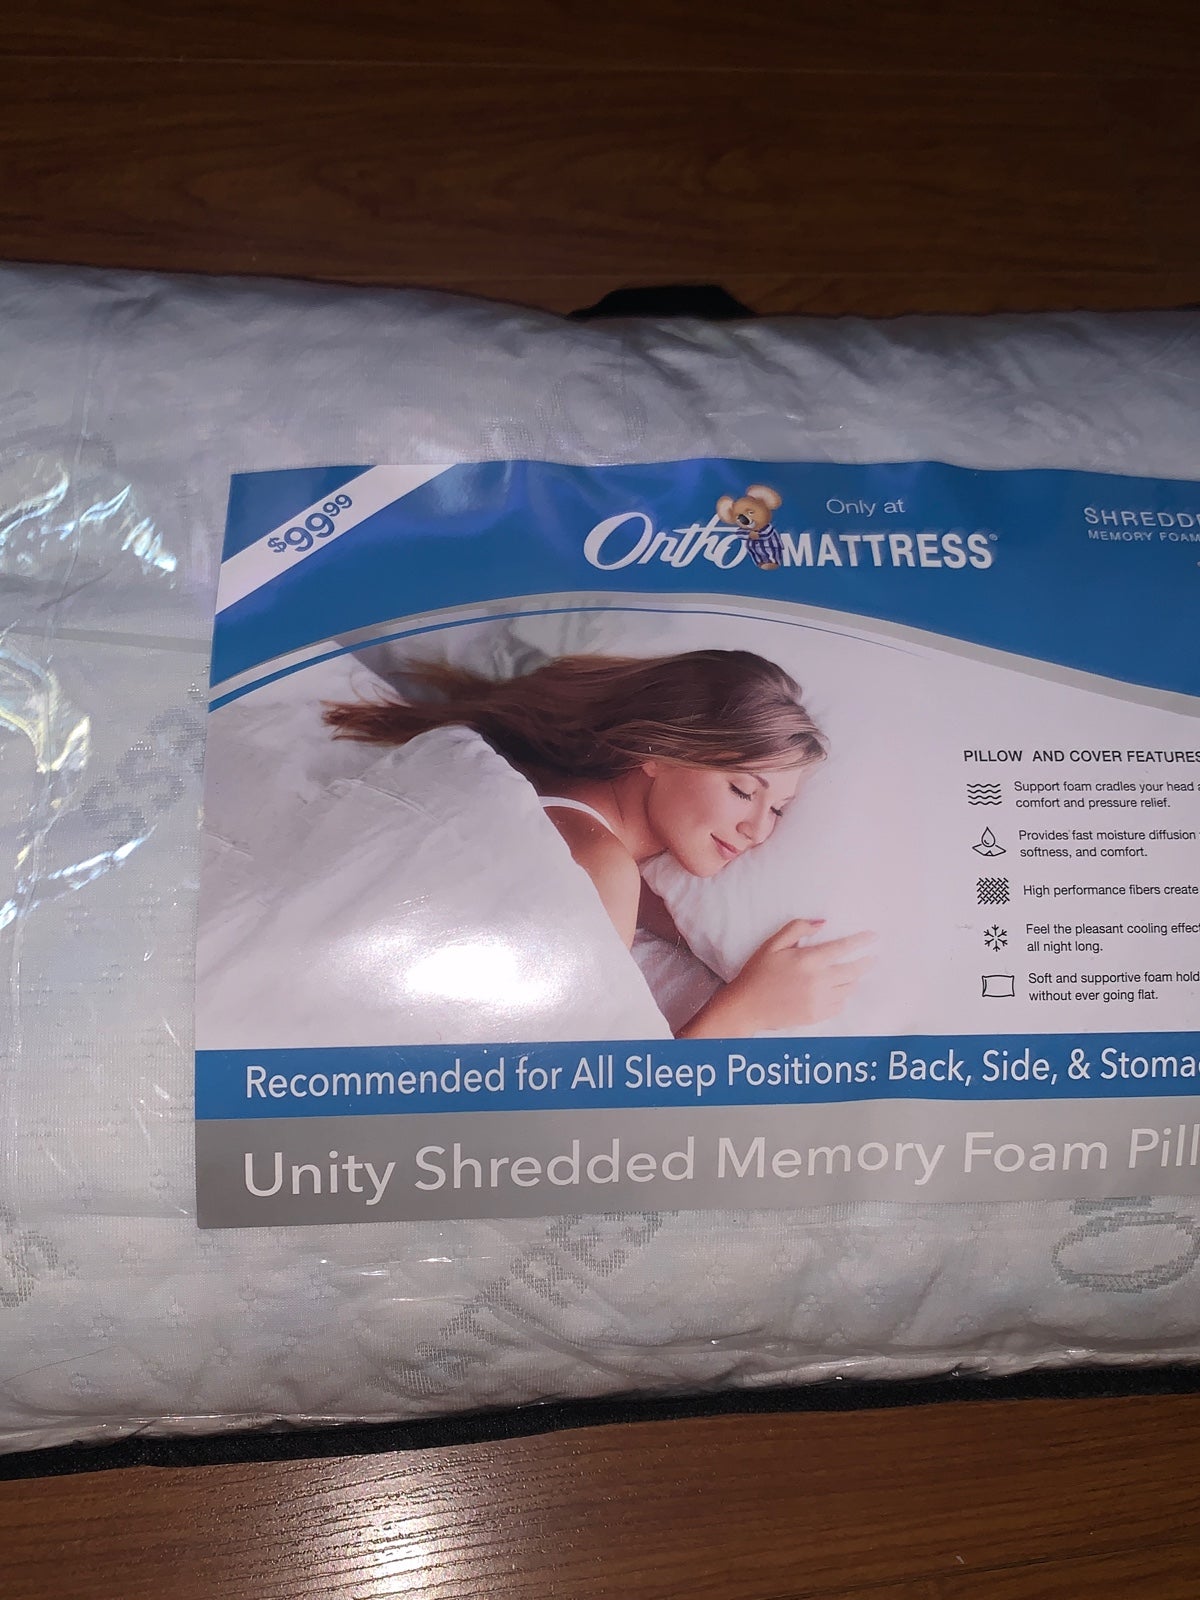 $99.99
Only at
Ortho MATTRESS®
MEMORY FOAM
PILLOW AND COVER FEATURES
Support foam cradles your head
comfort and pressure relief.
Provides fast moisture diffusion
softness, and comfort.
High performance fibers create
Feel the pleasant cooling effect
all night long.
Soft and supportive foam hold
without ever going flat.
Recommended for All Sleep Positions: Back, Side, &
Unity Shredded Memory Foam